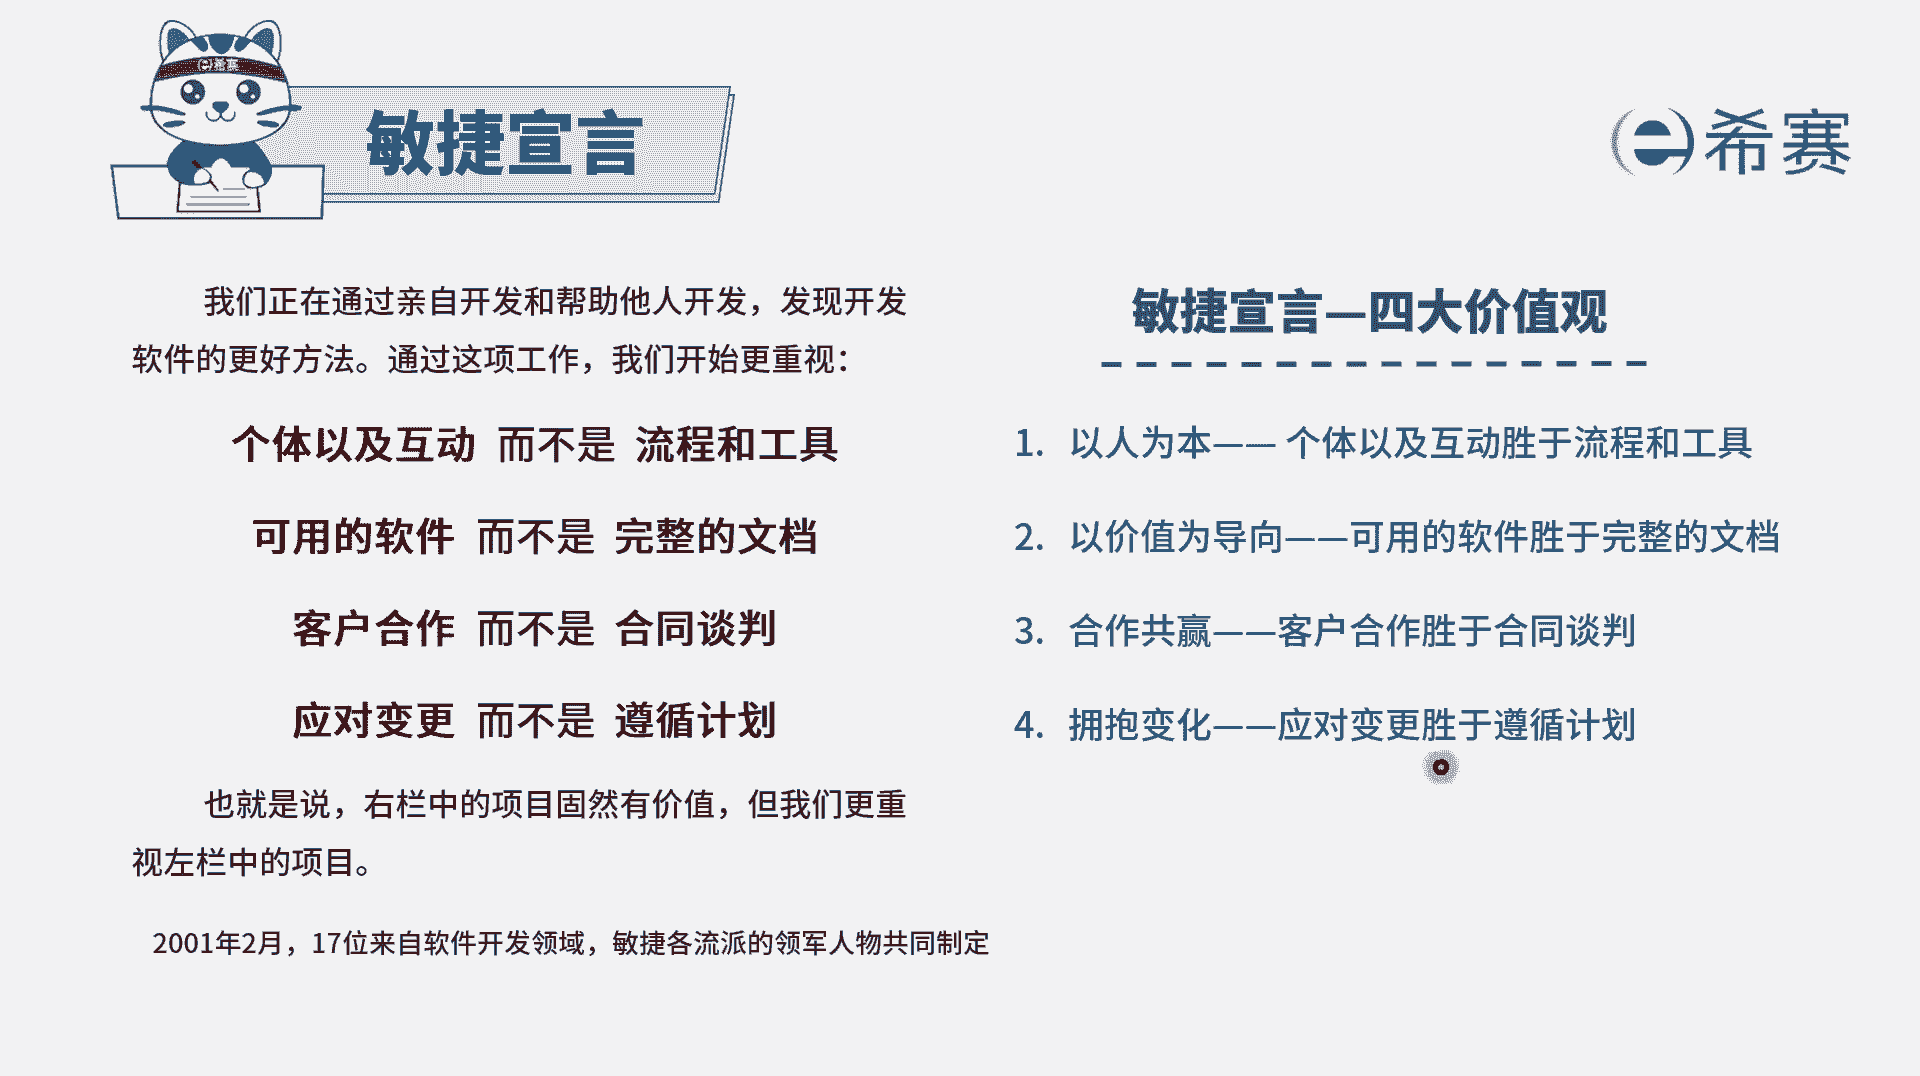 e希赛
敏捷宣言
e希赛
我们正在通过亲自开发和帮助他人开发，发现开发
软件的更好方法。通过这项工作，我们开始更重视：
个体以及互动 而不是 流程和工具
可用的软件 而不是 完整的文档
客户合作 而不是 合同谈判
应对变更 而不是 遵循计划
也就是说，右栏中的项目固然有价值，但我们更重
视左栏中的项目。
2001年2月，17位来自软件开发领域，敏捷各流派的领军人物共同制定
敏捷宣言—四大价值观
1. 以人为本—— 个体以及互动胜于流程和工具
2. 以价值为导向——可用的软件胜于完整的文档
3. 合作共赢——客户合作胜于合同谈判
4. 拥抱变化——应对变更胜于遵循计划